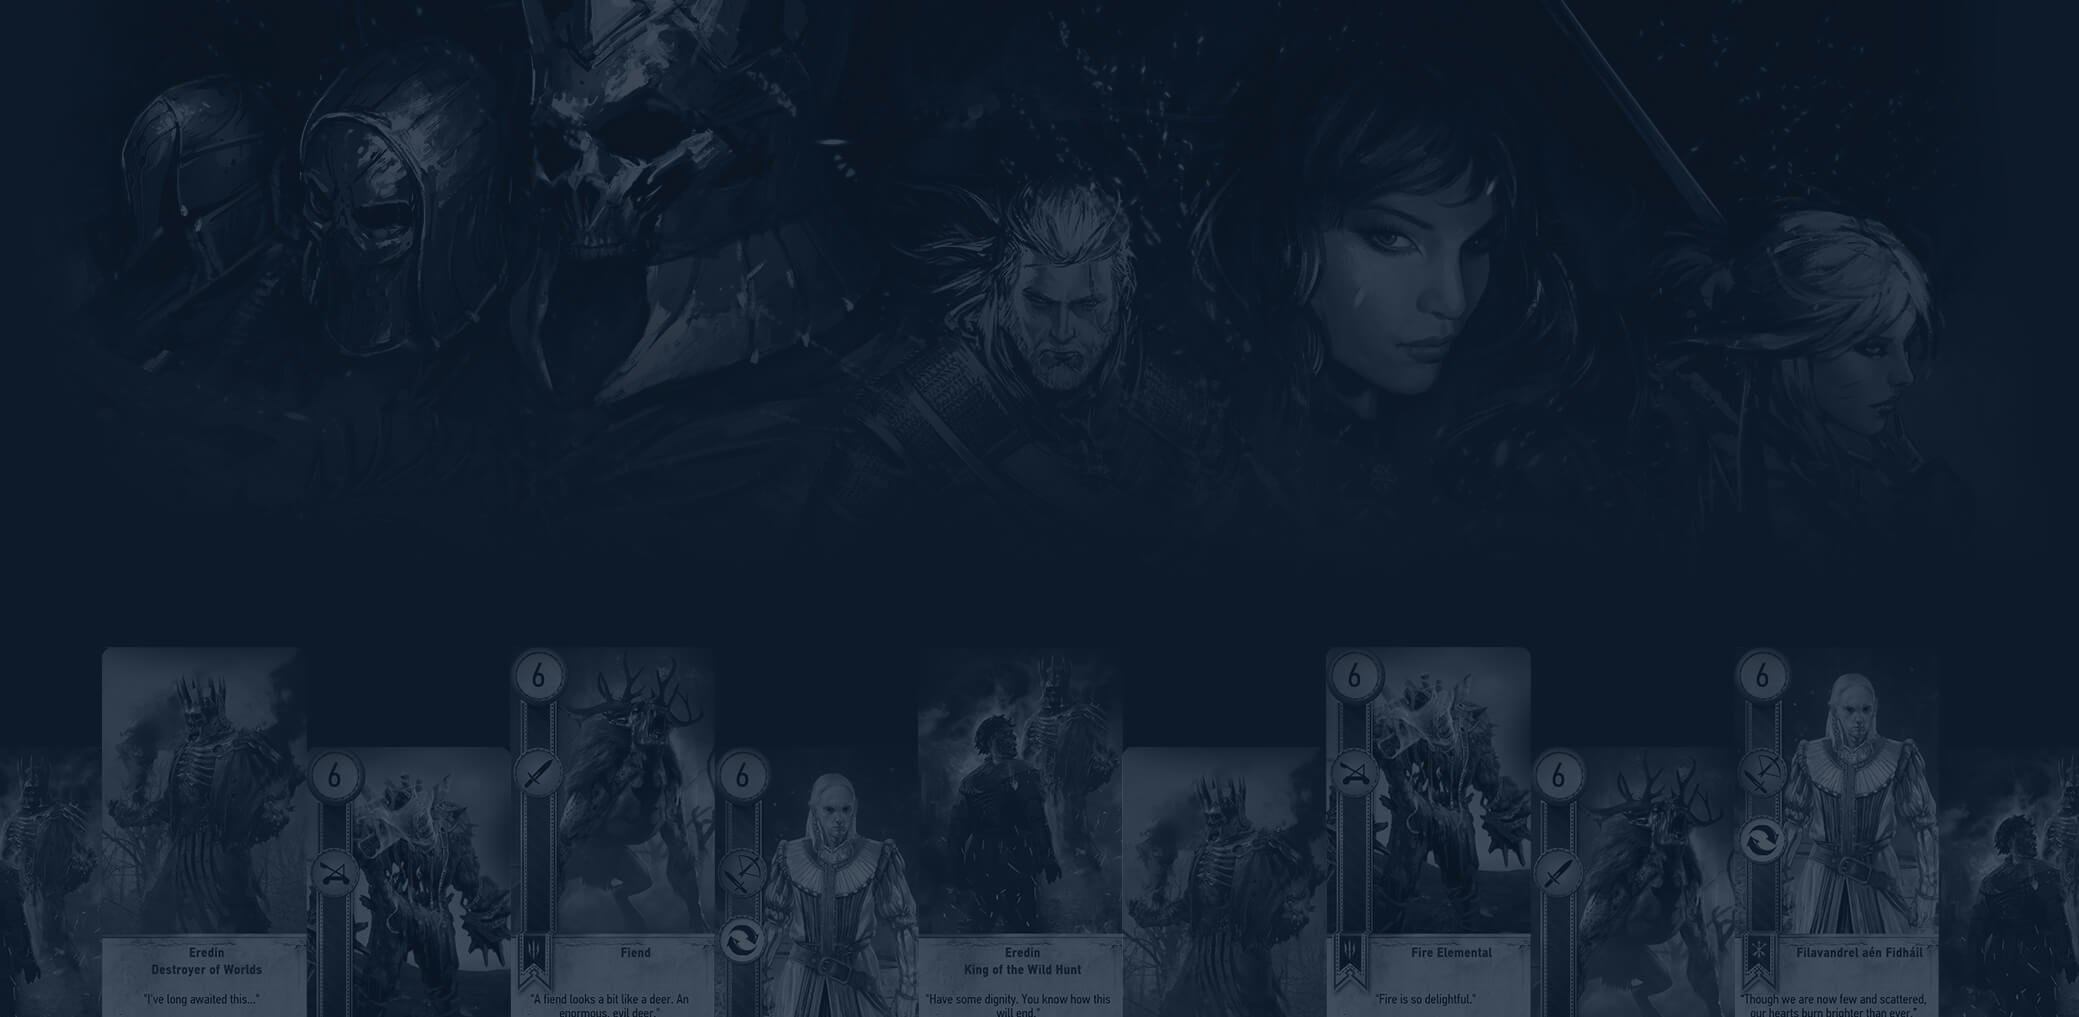 6
6
6
6
6
6
6
Eredin
Destroyer of Worlds
"I've long awaited this..."
Fiend
"A fiend looks a bit like a deer. An
enormous, evil deer."
Eredin
King of the Wild Hunt
"Have some dignity. You know how this
will end."
Fire Elemental
"Fire is so delightful."
Filavandrel aén Fidháil
"Though we are now few and scattered,
our hearts burn brighter than ever."